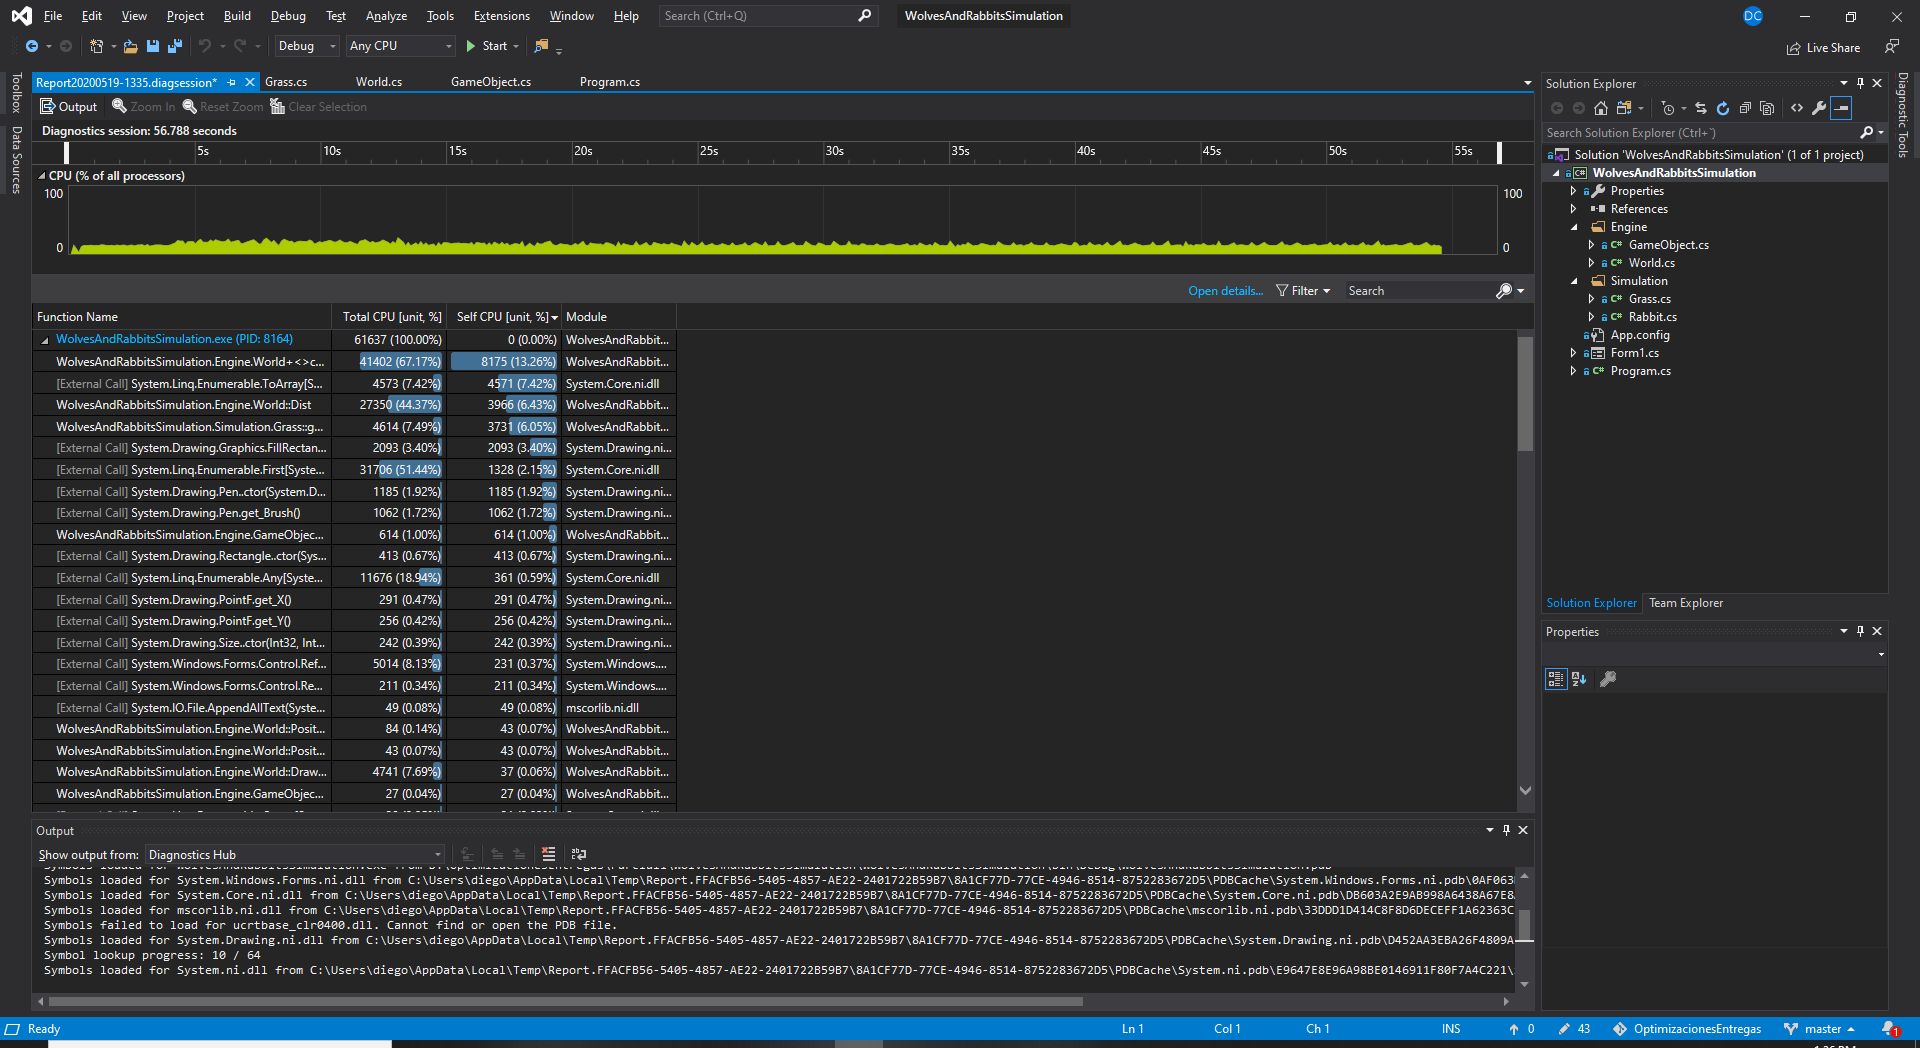 File Edit View Project Build Debug Test Analyze Tools Extensions Window Help Search (Ctrl+Q) WolvesAndRabbitsSimulation DC
Debug Any CPU Start Live Share
Toolbox
Data Sources
Report20200519-1335.diagsession* Grass.cs World.cs GameObject.cs Program.cs
Output Zoom In Reset Zoom Clear Selection
Diagnostics session: 56.788 seconds
5s 10s 15s 20s 25s 30s 35s 40s 45s 50s 55s
CPU (% of all processors)
100 100
0 0
Open details... Filter Search
Function Name Total CPU [unit, %] Self CPU [unit, %] Module
WolvesAndRabbitsSimulation.exe (PID: 8164) 61637 (100.00%) 0 (0.00%) WolvesAndRabbit...
WolvesAndRabbitsSimulation.Engine.World+<>c... 41402 (67.17%) 8175 (13.26%) WolvesAndRabbit...
[External Call] System.Linq.Enumerable.ToArray[S... 4573 (7.42%) 4571 (7.42%) System.Core.ni.dll
WolvesAndRabbitsSimulation.Engine.World::Dist 27350 (44.37%) 3966 (6.43%) WolvesAndRabbit...
WolvesAndRabbitsSimulation.Simulation.Grass::g... 4614 (7.49%) 3731 (6.05%) WolvesAndRabbit...
[External Call] System.Drawing.Graphics.FillRectan... 2093 (3.40%) 2093 (3.40%) System.Drawing.ni...
[External Call] System.Linq.Enumerable.First[Syste... 31706 (51.44%) 1328 (2.15%) System.Core.ni.dll
[External Call] System.Drawing.Pen..ctor(System.D... 1185 (1.92%) 1185 (1.92%) System.Drawing.ni...
[External Call] System.Drawing.Pen.get_Brush() 1062 (1.72%) 1062 (1.72%) System.Drawing.ni...
WolvesAndRabbitsSimulation.Engine.GameObjec... 614 (1.00%) 614 (1.00%) WolvesAndRabbit...
[External Call] System.Drawing.Rectangle..ctor(Sys... 413 (0.67%) 413 (0.67%) System.Drawing.ni...
[External Call] System.Linq.Enumerable.Any[Syste... 11676 (18.94%) 361 (0.59%) System.Core.ni.dll
[External Call] System.Drawing.PointF.get_X() 291 (0.47%) 291 (0.47%) System.Drawing.ni...
[External Call] System.Drawing.PointF.get_Y() 256 (0.42%) 256 (0.42%) System.Drawing.ni...
[External Call] System.Drawing.Size..ctor(Int32, Int... 242 (0.39%) 242 (0.39%) System.Drawing.ni...
[External Call] System.Windows.Forms.Control.Ref... 5014 (8.13%) 231 (0.37%) System.Windows....
[External Call] System.Windows.Forms.Control.Re... 211 (0.34%) 211 (0.34%) System.Windows....
[External Call] System.IO.File.AppendAllText(Syste... 49 (0.08%) 49 (0.08%) mscorlib.ni.dll
WolvesAndRabbitsSimulation.Engine.World::Posit... 84 (0.14%) 43 (0.07%) WolvesAndRabbit...
WolvesAndRabbitsSimulation.Engine.World::Posit... 43 (0.07%) 43 (0.07%) WolvesAndRabbit...
WolvesAndRabbitsSimulation.Engine.World::Draw... 4741 (7.69%) 37 (0.06%) WolvesAndRabbit...
WolvesAndRabbitsSimulation.Engine.GameObjec... 27 (0.04%) 27 (0.04%) WolvesAndRabbit...
Output
Show output from: Diagnostics Hub
Symbols loaded for System.Windows.Forms.ni.dll from C:\Users\diego\AppData\Local\Temp\Report.FFACFB56-5405-4857-AE22-2401722B59B7\8A1CF77D-77CE-4946-8514-8752283672D5\PDBCache\System.Windows.Forms.ni.pdb\0AF063
Symbols loaded for System.Core.ni.dll from C:\Users\diego\AppData\Local\Temp\Report.FFACFB56-5405-4857-AE22-2401722B59B7\8A1CF77D-77CE-4946-8514-8752283672D5\PDBCache\System.Core.ni.pdb\DB603A2E9AB998A6438A67E8
Symbols loaded for mscorlib.ni.dll from C:\Users\diego\AppData\Local\Temp\Report.FFACFB56-5405-4857-AE22-2401722B59B7\8A1CF77D-77CE-4946-8514-8752283672D5\PDBCache\mscorlib.ni.pdb\33DDD1D414C8F8D6DECEFF1A62363C
Symbols failed to load for ucrtbase_clr0400.dll. Cannot find or open the PDB file.
Symbols loaded for System.Drawing.ni.dll from C:\Users\diego\AppData\Local\Temp\Report.FFACFB56-5405-4857-AE22-2401722B59B7\8A1CF77D-77CE-4946-8514-8752283672D5\PDBCache\System.Drawing.ni.pdb\D452AA3EBA26F4809A
Symbol lookup progress: 10 / 64
Symbols loaded for System.ni.dll from C:\Users\diego\AppData\Local\Temp\Report.FFACFB56-5405-4857-AE22-2401722B59B7\8A1CF77D-77CE-4946-8514-8752283672D5\PDBCache\System.ni.pdb\E9647E8E96A98BE0146911F80F7A4C221\
Solution Explorer
Search Solution Explorer (Ctrl+`)
Solution 'WolvesAndRabbitsSimulation' (1 of 1 project)
WolvesAndRabbitsSimulation
Properties
References
Engine
GameObject.cs
World.cs
Simulation
Grass.cs
Rabbit.cs
App.config
Form1.cs
Program.cs
Solution Explorer Team Explorer
Properties
Diagnostic Tools
Ready Ln 1 Col 1 Ch 1 INS 0 43 OptimizacionesEntregas master 1